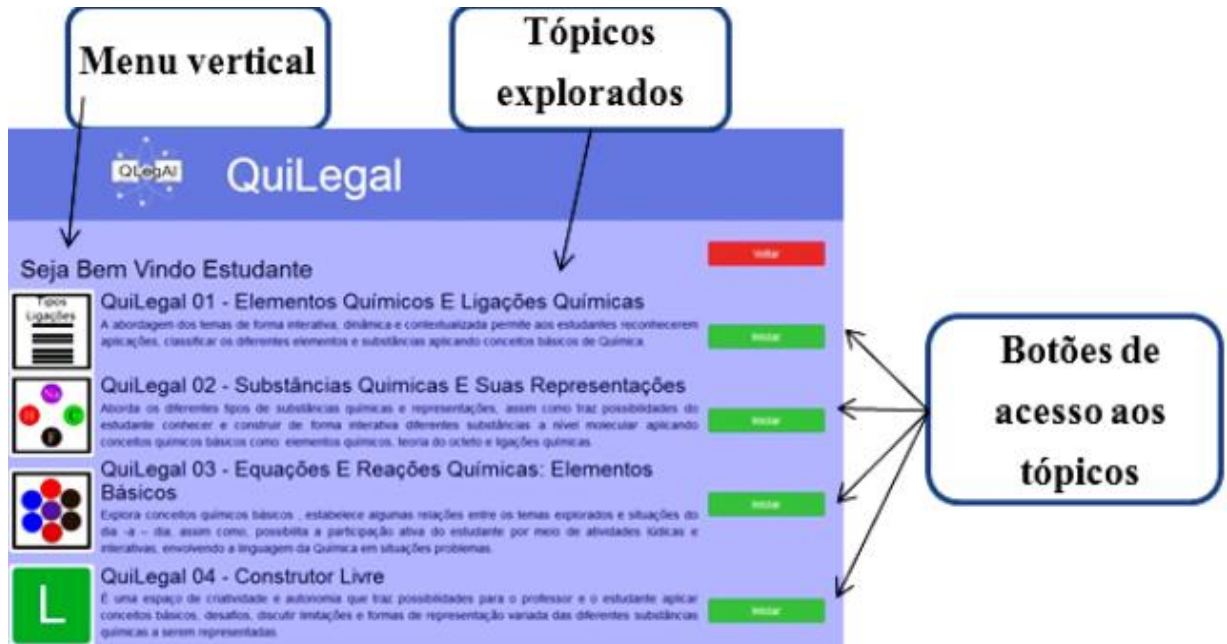 Menu vertical
Tópicos
explorados
QLegAl
QuiLegal
Voltar
Seja Bem Vindo Estudante
Tipos
Ligações
QuiLegal 01 - Elementos Químicos E Ligações Químicas
A abordagem dos temas de forma interativa, dinâmica e contextualizada permite aos estudantes reconhecerem
aplicações, classificar os diferentes elementos e substâncias aplicando conceitos básicos de Química.
Iniciar
QuiLegal 02 - Substâncias Quimicas E Suas Representações
Aborda os diferentes tipos de substâncias químicas e representações, assim como traz possibilidades do
estudante conhecer e construir de forma interativa diferentes substâncias a nível molecular aplicando
conceitos químicos básicos como elementos químicos, teoria do octeto e ligações químicas.
Iniciar
Na
H
C
F
QuiLegal 03 - Equações E Reações Químicas: Elementos
Básicos
Explora conceitos químicos básicos , estabelece algumas relações entre os temas explorados e situações do
dia -a – dia, assim como, possibilita a participação ativa do estudante por meio de atividades lúdicas e
interativas, envolvendo a linguagem da Química em situações problemas.
Iniciar
L
QuiLegal 04 - Construtor Livre
É uma espaço de criatividade e autonomia que traz possibilidades para o professor e o estudante aplicar
conceitos básicos, desafios, discutir limitações e formas de representação variada das diferentes substâncias
químicas a serem representadas.
Iniciar
Botões de
acesso aos
tópicos